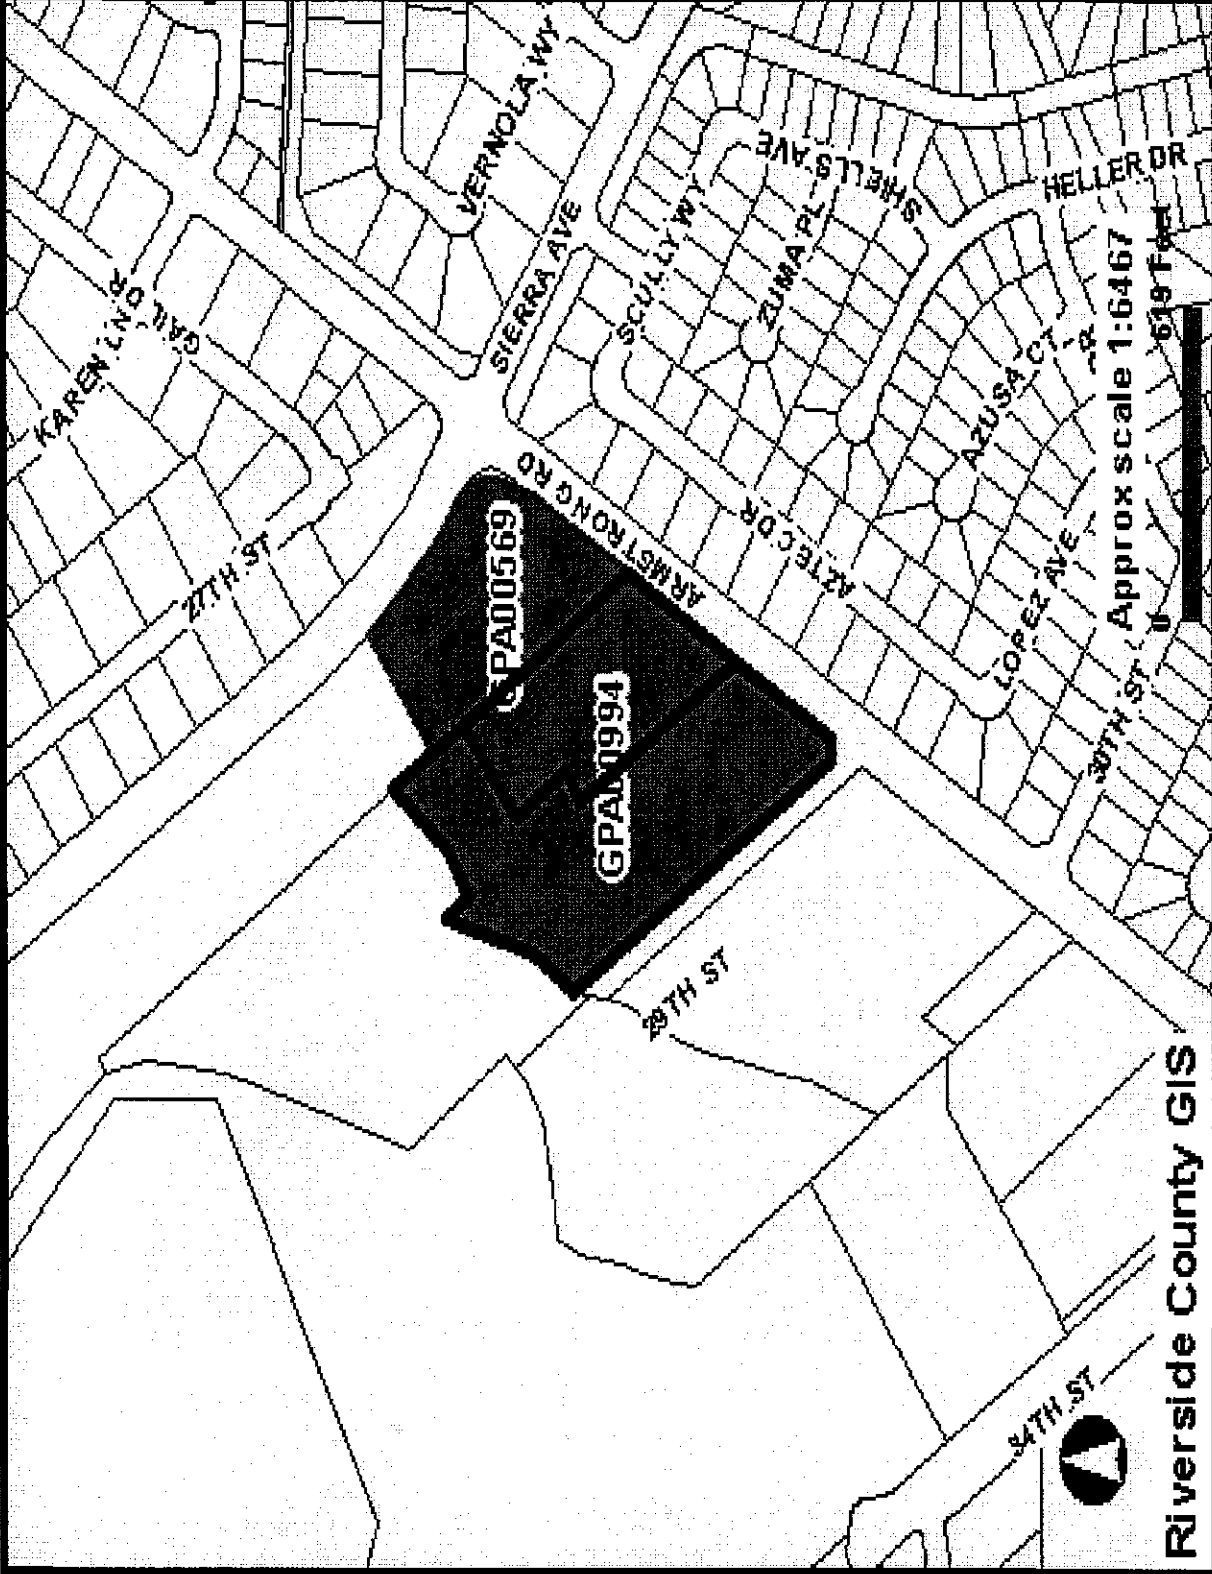 KAREN LN
GAIL DR
27TH ST
VERNOLA WY
SIERRA AVE
SCULLY WY
SHIELLS AVE
ZUMA PL
HELLER DR
GPA00569
ARMSTRONG RD
AZTEC DR
AZUSA CT
GPA00994
LOPEZ AVE
29TH ST
30TH ST
34TH ST
Approx scale 1:6467
0 619 Feet
Riverside County GIS